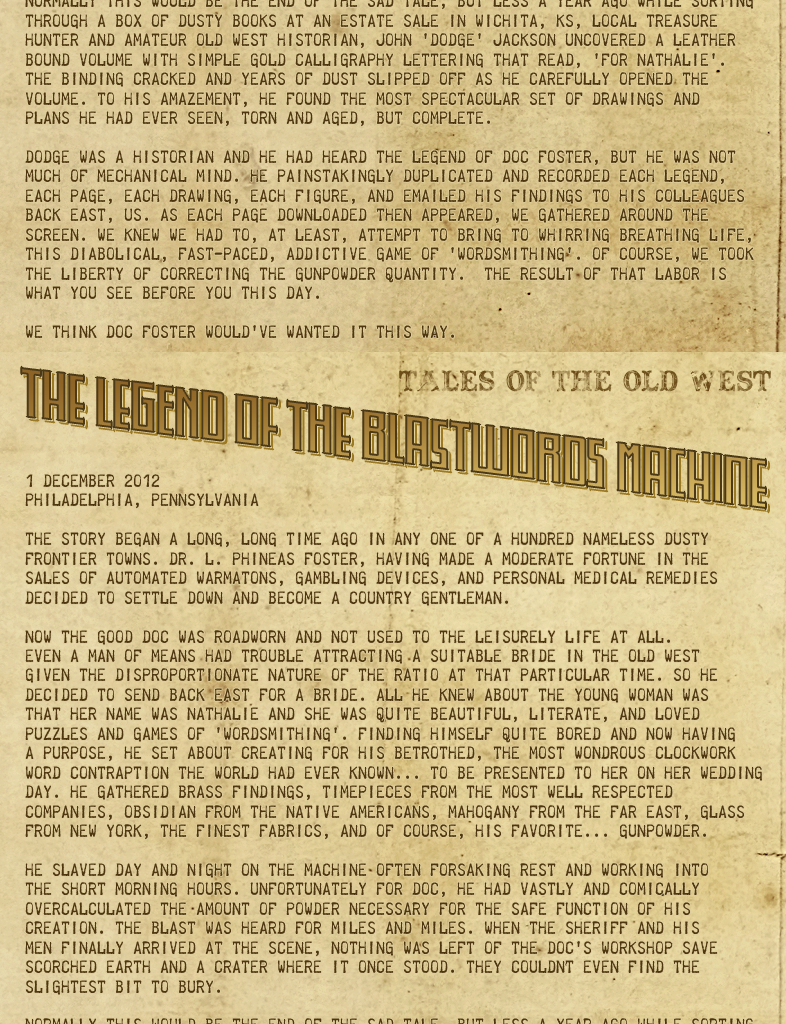 NORMALLY THIS WOULD BE THE END OF THE SAD TALE, BUT LESS A YEAR AGO WHILE SORTING
THROUGH A BOX OF DUSTY BOOKS AT AN ESTATE SALE IN WICHITA, KS, LOCAL TREASURE
HUNTER AND AMATEUR OLD WEST HISTORIAN, JOHN 'DODGE' JACKSON UNCOVERED A LEATHER
BOUND VOLUME WITH SIMPLE GOLD CALLIGRAPHY LETTERING THAT READ, 'FOR NATHALIE'.
THE BINDING CRACKED AND YEARS OF DUST SLIPPED OFF AS HE CAREFULLY OPENED THE
VOLUME. TO HIS AMAZEMENT, HE FOUND THE MOST SPECTACULAR SET OF DRAWINGS AND
PLANS HE HAD EVER SEEN, TORN AND AGED, BUT COMPLETE.
DODGE WAS A HISTORIAN AND HE HAD HEARD THE LEGEND OF DOC FOSTER, BUT HE WAS NOT
MUCH OF MECHANICAL MIND. HE PAINSTAKINGLY DUPLICATED AND RECORDED EACH LEGEND,
EACH PAGE, EACH DRAWING, EACH FIGURE, AND EMAILED HIS FINDINGS TO HIS COLLEAGUES
BACK EAST, US. AS EACH PAGE DOWNLOADED THEN APPEARED, WE GATHERED AROUND THE
SCREEN. WE KNEW WE HAD TO, AT LEAST, ATTEMPT TO BRING TO WHIRRING BREATHING LIFE,
THIS DIABOLICAL, FAST-PACED, ADDICTIVE GAME OF 'WORDSMITHING'. OF COURSE, WE TOOK
THE LIBERTY OF CORRECTING THE GUNPOWDER QUANTITY. THE RESULT OF THAT LABOR IS
WHAT YOU SEE BEFORE YOU THIS DAY.
WE THINK DOC FOSTER WOULD'VE WANTED IT THIS WAY.
TALES OF THE OLD WEST
THE LEGEND OF THE BLASTWORDS MACHINE
1 DECEMBER 2012
PHILADELPHIA, PENNSYLVANIA
THE STORY BEGAN A LONG, LONG TIME AGO IN ANY ONE OF A HUNDRED NAMELESS DUSTY
FRONTIER TOWNS. DR. L. PHINEAS FOSTER, HAVING MADE A MODERATE FORTUNE IN THE
SALES OF AUTOMATED WARMATONS, GAMBLING DEVICES, AND PERSONAL MEDICAL REMEDIES
DECIDED TO SETTLE DOWN AND BECOME A COUNTRY GENTLEMAN.
NOW THE GOOD DOC WAS ROADWORN AND NOT USED TO THE LEISURELY LIFE AT ALL.
EVEN A MAN OF MEANS HAD TROUBLE ATTRACTING A SUITABLE BRIDE IN THE OLD WEST
GIVEN THE DISPROPORTIONATE NATURE OF THE RATIO AT THAT PARTICULAR TIME. SO HE
DECIDED TO SEND BACK EAST FOR A BRIDE. ALL HE KNEW ABOUT THE YOUNG WOMAN WAS
THAT HER NAME WAS NATHALIE AND SHE WAS QUITE BEAUTIFUL, LITERATE, AND LOVED
PUZZLES AND GAMES OF 'WORDSMITHING'. FINDING HIMSELF QUITE BORED AND NOW HAVING
A PURPOSE, HE SET ABOUT CREATING FOR HIS BETROTHED, THE MOST WONDROUS CLOCKWORK
WORD CONTRAPTION THE WORLD HAD EVER KNOWN... TO BE PRESENTED TO HER ON HER WEDDING
DAY. HE GATHERED BRASS FINDINGS, TIMEPIECES FROM THE MOST WELL RESPECTED
COMPANIES, OBSIDIAN FROM THE NATIVE AMERICANS, MAHOGANY FROM THE FAR EAST, GLASS
FROM NEW YORK, THE FINEST FABRICS, AND OF COURSE, HIS FAVORITE... GUNPOWDER.
HE SLAVED DAY AND NIGHT ON THE MACHINE OFTEN FORSAKING REST AND WORKING INTO
THE SHORT MORNING HOURS. UNFORTUNATELY FOR DOC, HE HAD VASTLY AND COMICALLY
OVERCALCULATED THE AMOUNT OF POWDER NECESSARY FOR THE SAFE FUNCTION OF HIS
CREATION. THE BLAST WAS HEARD FOR MILES AND MILES. WHEN THE SHERIFF AND HIS
MEN FINALLY ARRIVED AT THE SCENE, NOTHING WAS LEFT OF THE DOC'S WORKSHOP SAVE
SCORCHED EARTH AND A CRATER WHERE IT ONCE STOOD. THEY COULDNT EVEN FIND THE
SLIGHTEST BIT TO BURY.
NORMALLY THIS WOULD BE THE END OF THE SAD TALE, BUT LESS A YEAR AGO WHILE SORTING